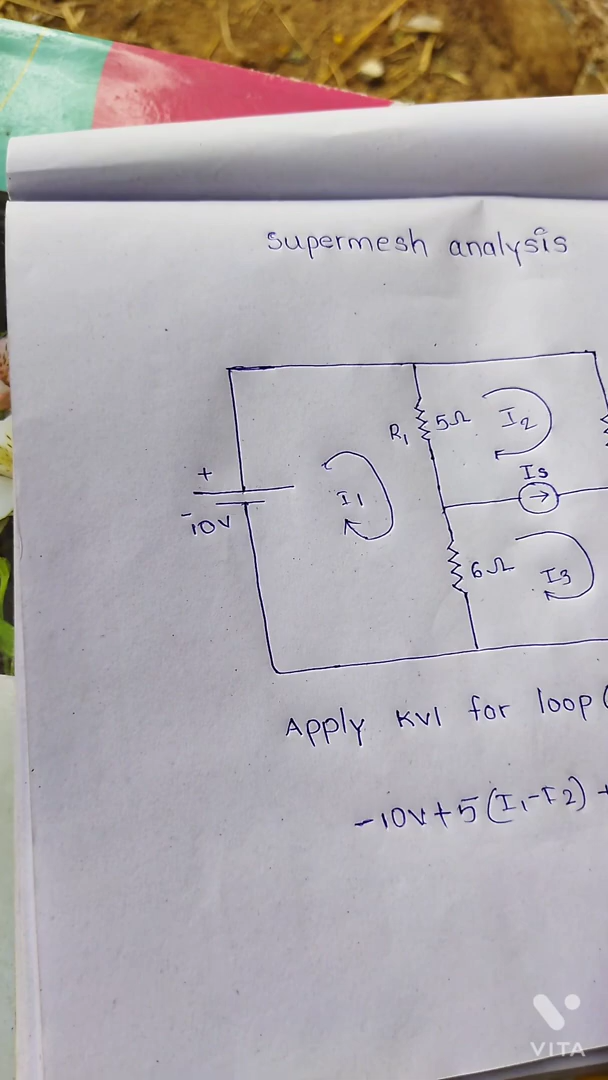 Supermesh analysis
R1 5Ω I2
+ Is
I1
-10V
6Ω I3
Apply KVl for loop (
-10V+5(I1-I2) +
VITA